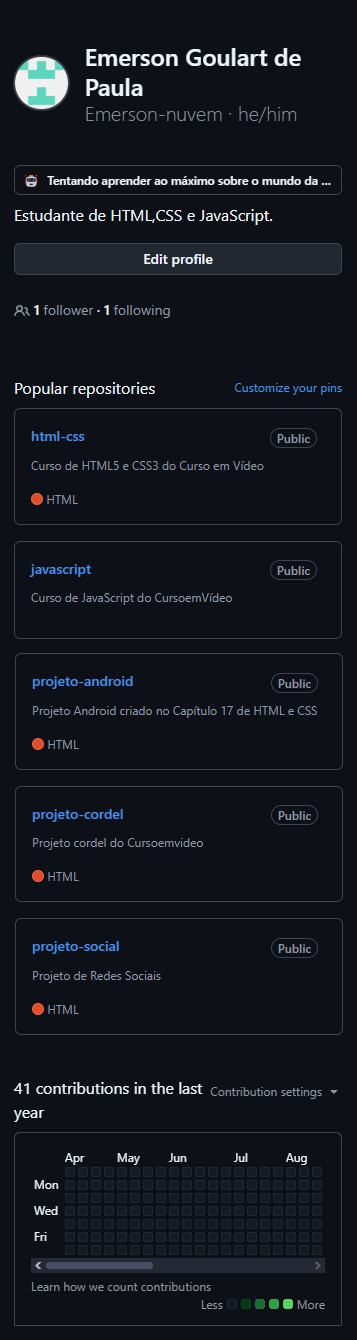 Emerson Goulart de
Paula
Emerson-nuvem · he/him
Tentando aprender ao máximo sobre o mundo da ...
Estudante de HTML,CSS e JavaScript.
Edit profile
1 follower · 1 following
Popular repositories
Customize your pins
html-css
Public
Curso de HTML5 e CSS3 do Curso em Vídeo
HTML
javascript
Public
Curso de JavaScript do CursoemVídeo
projeto-android
Public
Projeto Android criado no Capítulo 17 de HTML e CSS
HTML
projeto-cordel
Public
Projeto cordel do Cursoemvideo
HTML
projeto-social
Public
Projeto de Redes Sociais
HTML
41 contributions in the last
year
Contribution settings
Apr May Jun Jul Aug
Mon
Wed
Fri
Learn how we count contributions
Less More